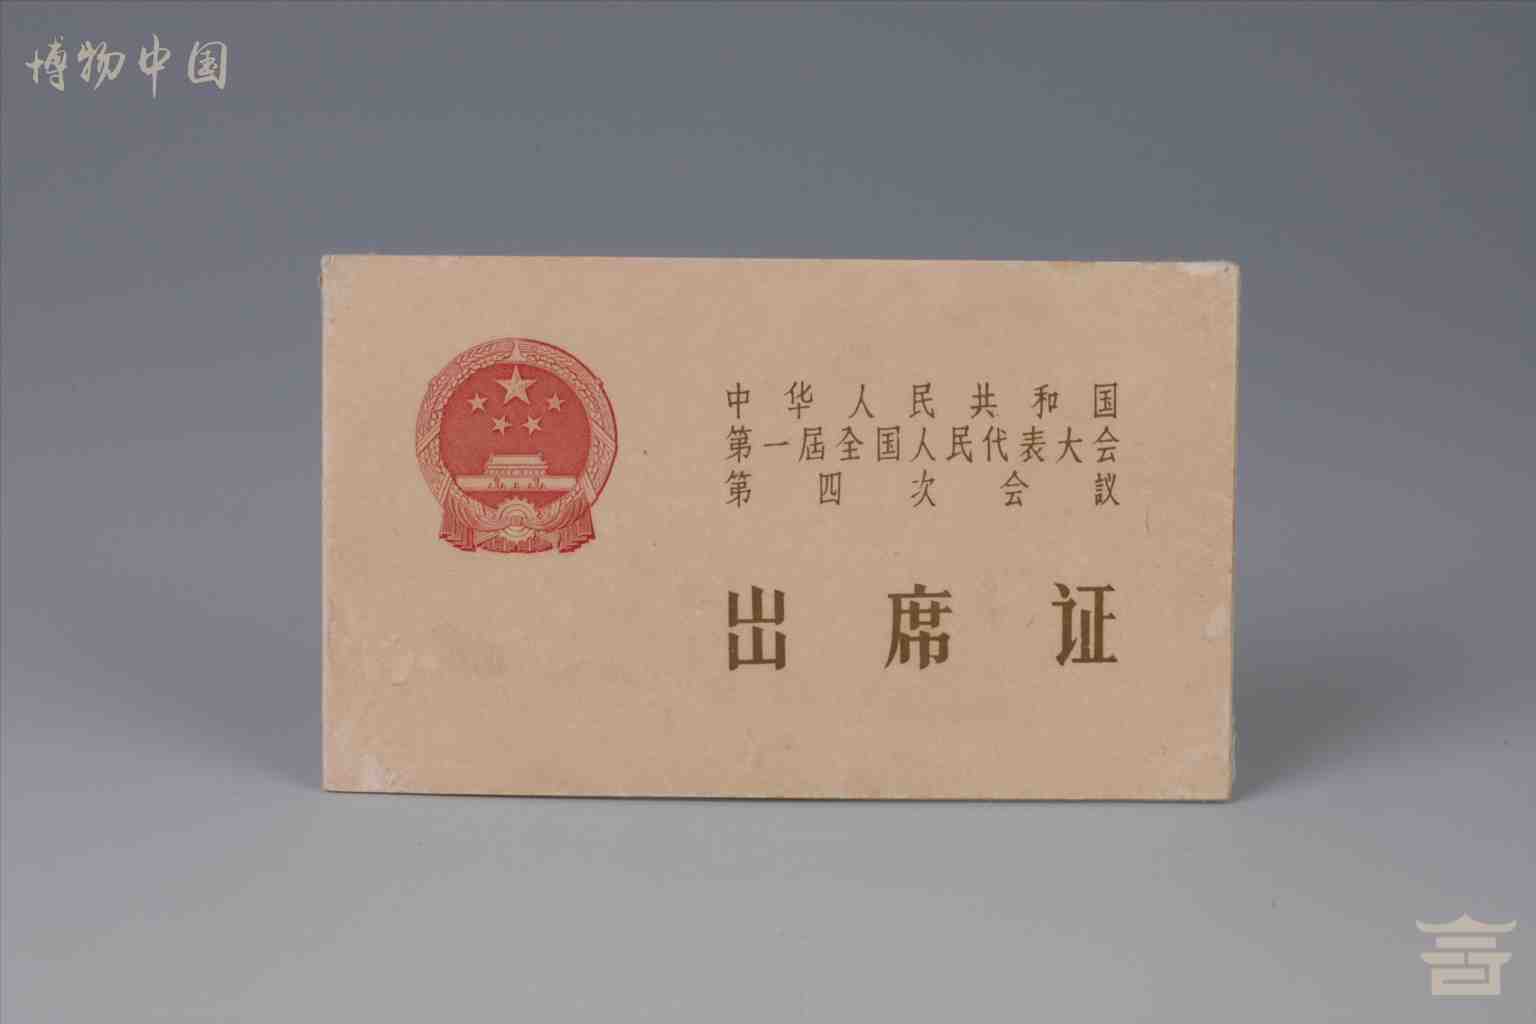 博物中国
中华人民共和国
第一届全国人民代表大会
第四次会議
出席证